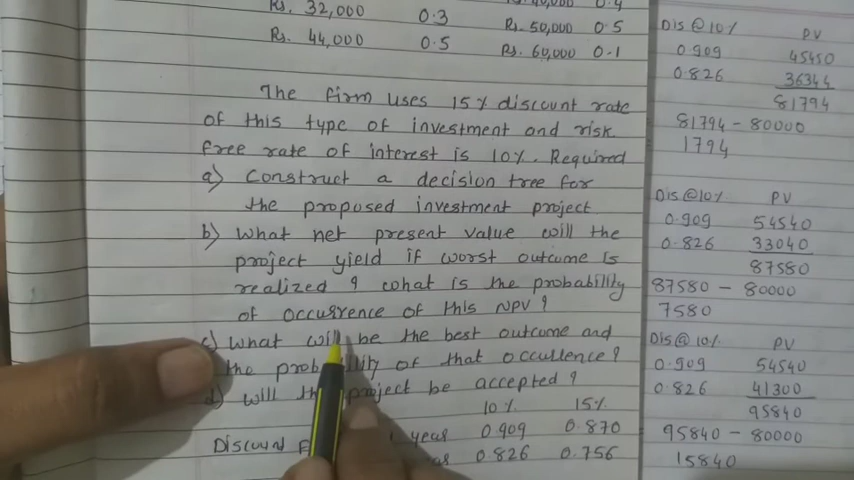 Rs. 32,000 0.3 Rs. 40,000 0.4
Rs. 44,000 0.5 Rs. 50,000 0.5
Rs. 60,000 0.1
The firm uses 15% discount rate
of this type of investment and risk
free rate of interest is 10%. Required
a) Construct a decision tree for
the proposed investment project
b) What net present value will the
project yield if worst outcome is
realized ? what is the probability
of occurrence of this NPV ?
c) What will be the best outcome and
the probability of that occurrence ?
d) Will the project be accepted ?
10% 15%
Discount year 0.909 0.870
0.826 0.756
Dis @ 10% PV
0.909 45450
0.826 36344
81794
81794 - 80000
1794
Dis @ 10% PV
0.909 54540
0.826 33040
87580
87580 - 80000
7580
Dis @ 10% PV
0.909 54540
0.826 41300
95840
95840 - 80000
15840